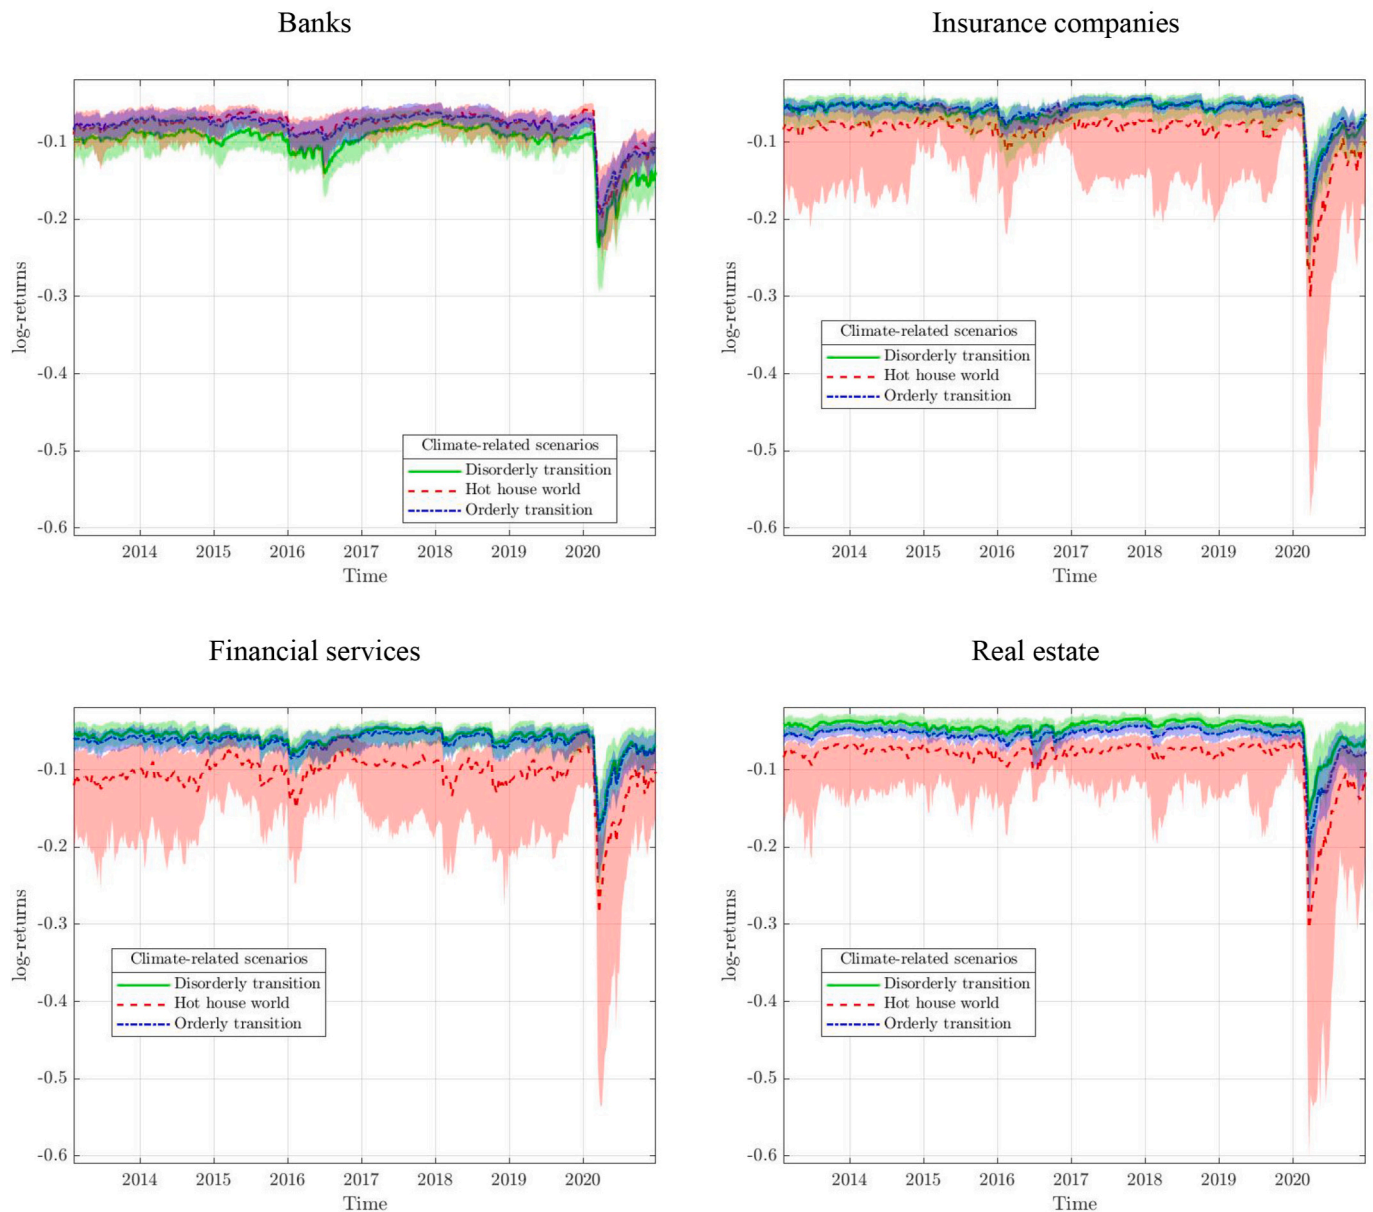 Banks
Insurance companies
log-returns
-0.1
-0.2
-0.3
-0.4
-0.5
-0.6
Climate-related scenarios
Disorderly transition
Hot house world
Orderly transition
2014 2015 2016 2017 2018 2019 2020
Time
log-returns
-0.1
-0.2
-0.3
-0.4
-0.5
-0.6
Climate-related scenarios
Disorderly transition
Hot house world
Orderly transition
2014 2015 2016 2017 2018 2019 2020
Time
Financial services
Real estate
log-returns
-0.1
-0.2
-0.3
-0.4
-0.5
-0.6
Climate-related scenarios
Disorderly transition
Hot house world
Orderly transition
2014 2015 2016 2017 2018 2019 2020
Time
log-returns
-0.1
-0.2
-0.3
-0.4
-0.5
-0.6
Climate-related scenarios
Disorderly transition
Hot house world
Orderly transition
2014 2015 2016 2017 2018 2019 2020
Time